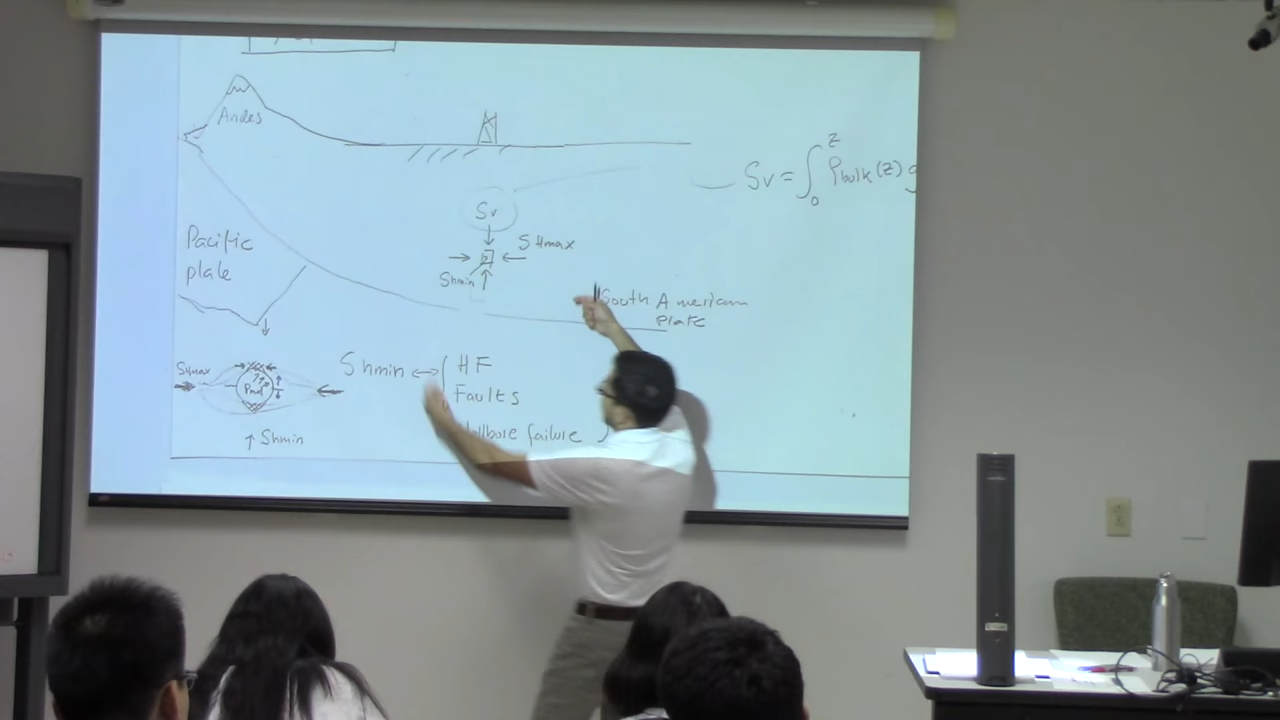 Andes
Sv = ∫₀ᶻ ρbulk(z) g
Sv
Pacific
plate
SHmax
Shmin
South American
Plate
SHmax
Pmud
Shmin
Shmin ↔ { HF
Faults
failure }